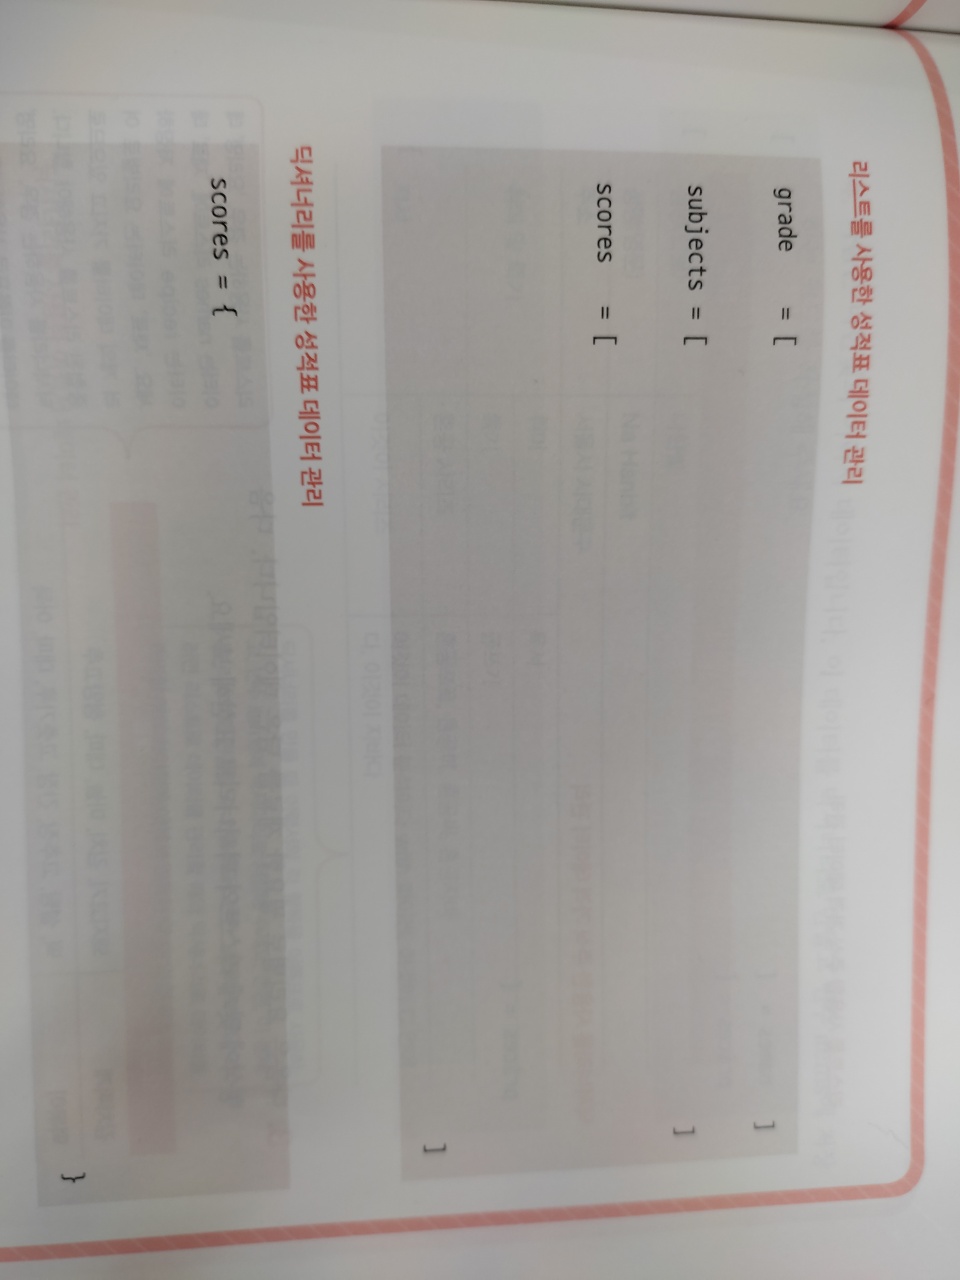 리스트를 사용한 성적표 데이터 관리
grade    = [                    ]
subjects = [                    ]
scores   = [
]
딕셔너리를 사용한 성적표 데이터 관리
scores = {
}